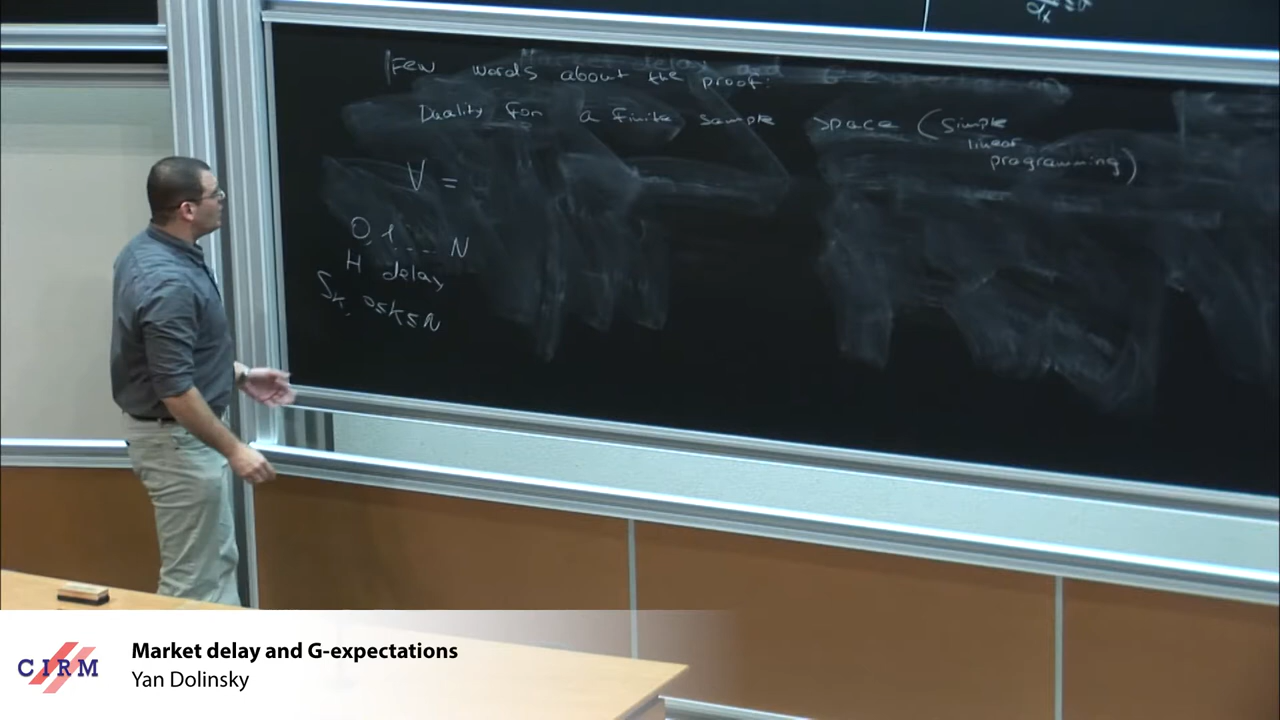 Few words about the proof:
Duality for a finite sample space (simple
linear
programming)
V =
0,1....N
H delay
Sk, 0≤k≤N
CIRM
Market delay and G-expectations
Yan Dolinsky